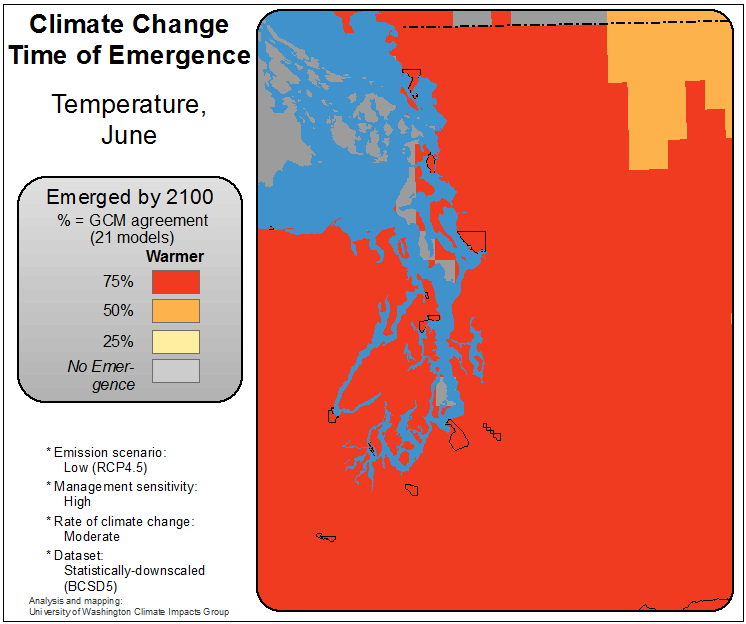 Climate Change
Time of Emergence
Temperature,
June
Emerged by 2100
% = GCM agreement
(21 models)
Warmer
75%
50%
25%
No Emer-
gence
* Emission scenario:
Low (RCP4.5)
* Management sensitivity:
High
* Rate of climate change:
Moderate
* Dataset:
Statistically-downscaled
(BCSD5)
Analysis and mapping:
University of Washington Climate Impacts Group